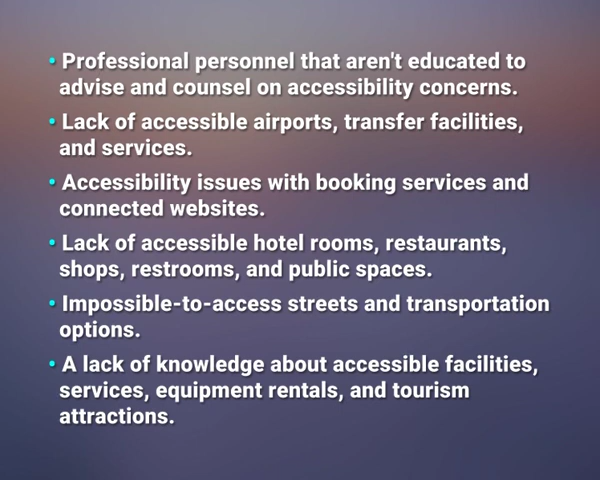 • Professional personnel that aren't educated to
advise and counsel on accessibility concerns.
• Lack of accessible airports, transfer facilities,
and services.
• Accessibility issues with booking services and
connected websites.
• Lack of accessible hotel rooms, restaurants,
shops, restrooms, and public spaces.
• Impossible-to-access streets and transportation
options.
• A lack of knowledge about accessible facilities,
services, equipment rentals, and tourism
attractions.